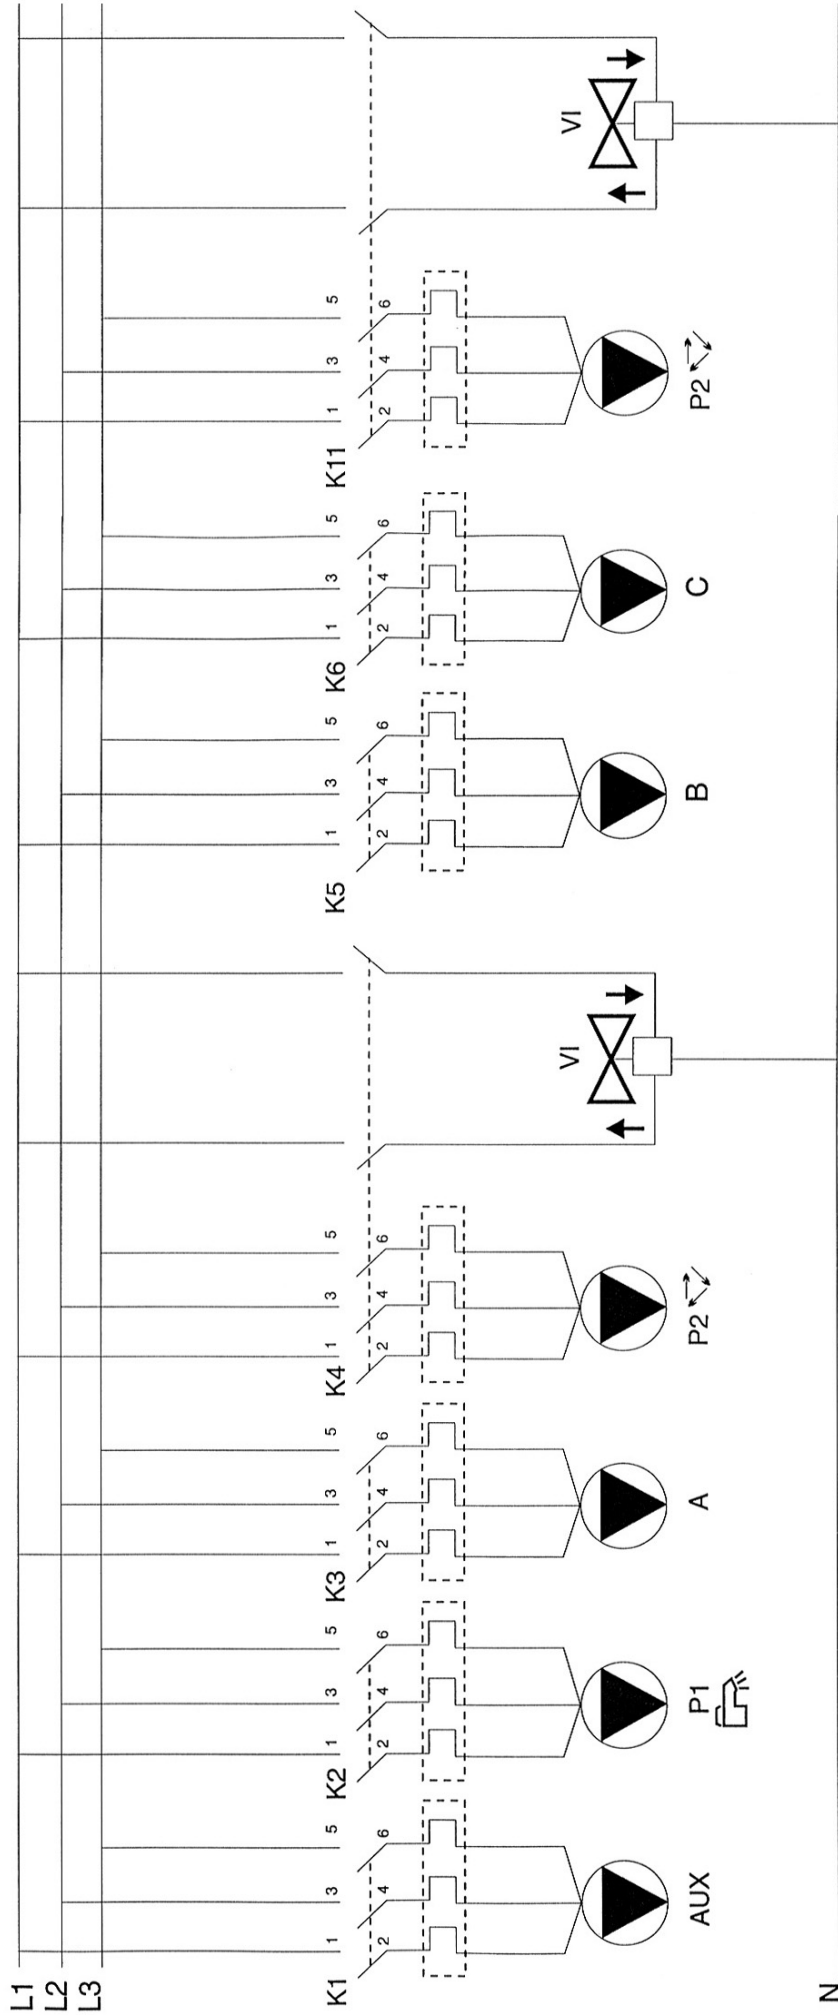 L1
L2
L3
1 3 5 1 3 5 1 3 5 1 3 5 1 3 5 1 3 5 1 3 5
K1 K2 K3 K4 K5 K6 K11
2 4 6 2 4 6 2 4 6 2 4 6 2 4 6 2 4 6 2 4 6
VI VI
AUX P1 A P2 B C P2
N